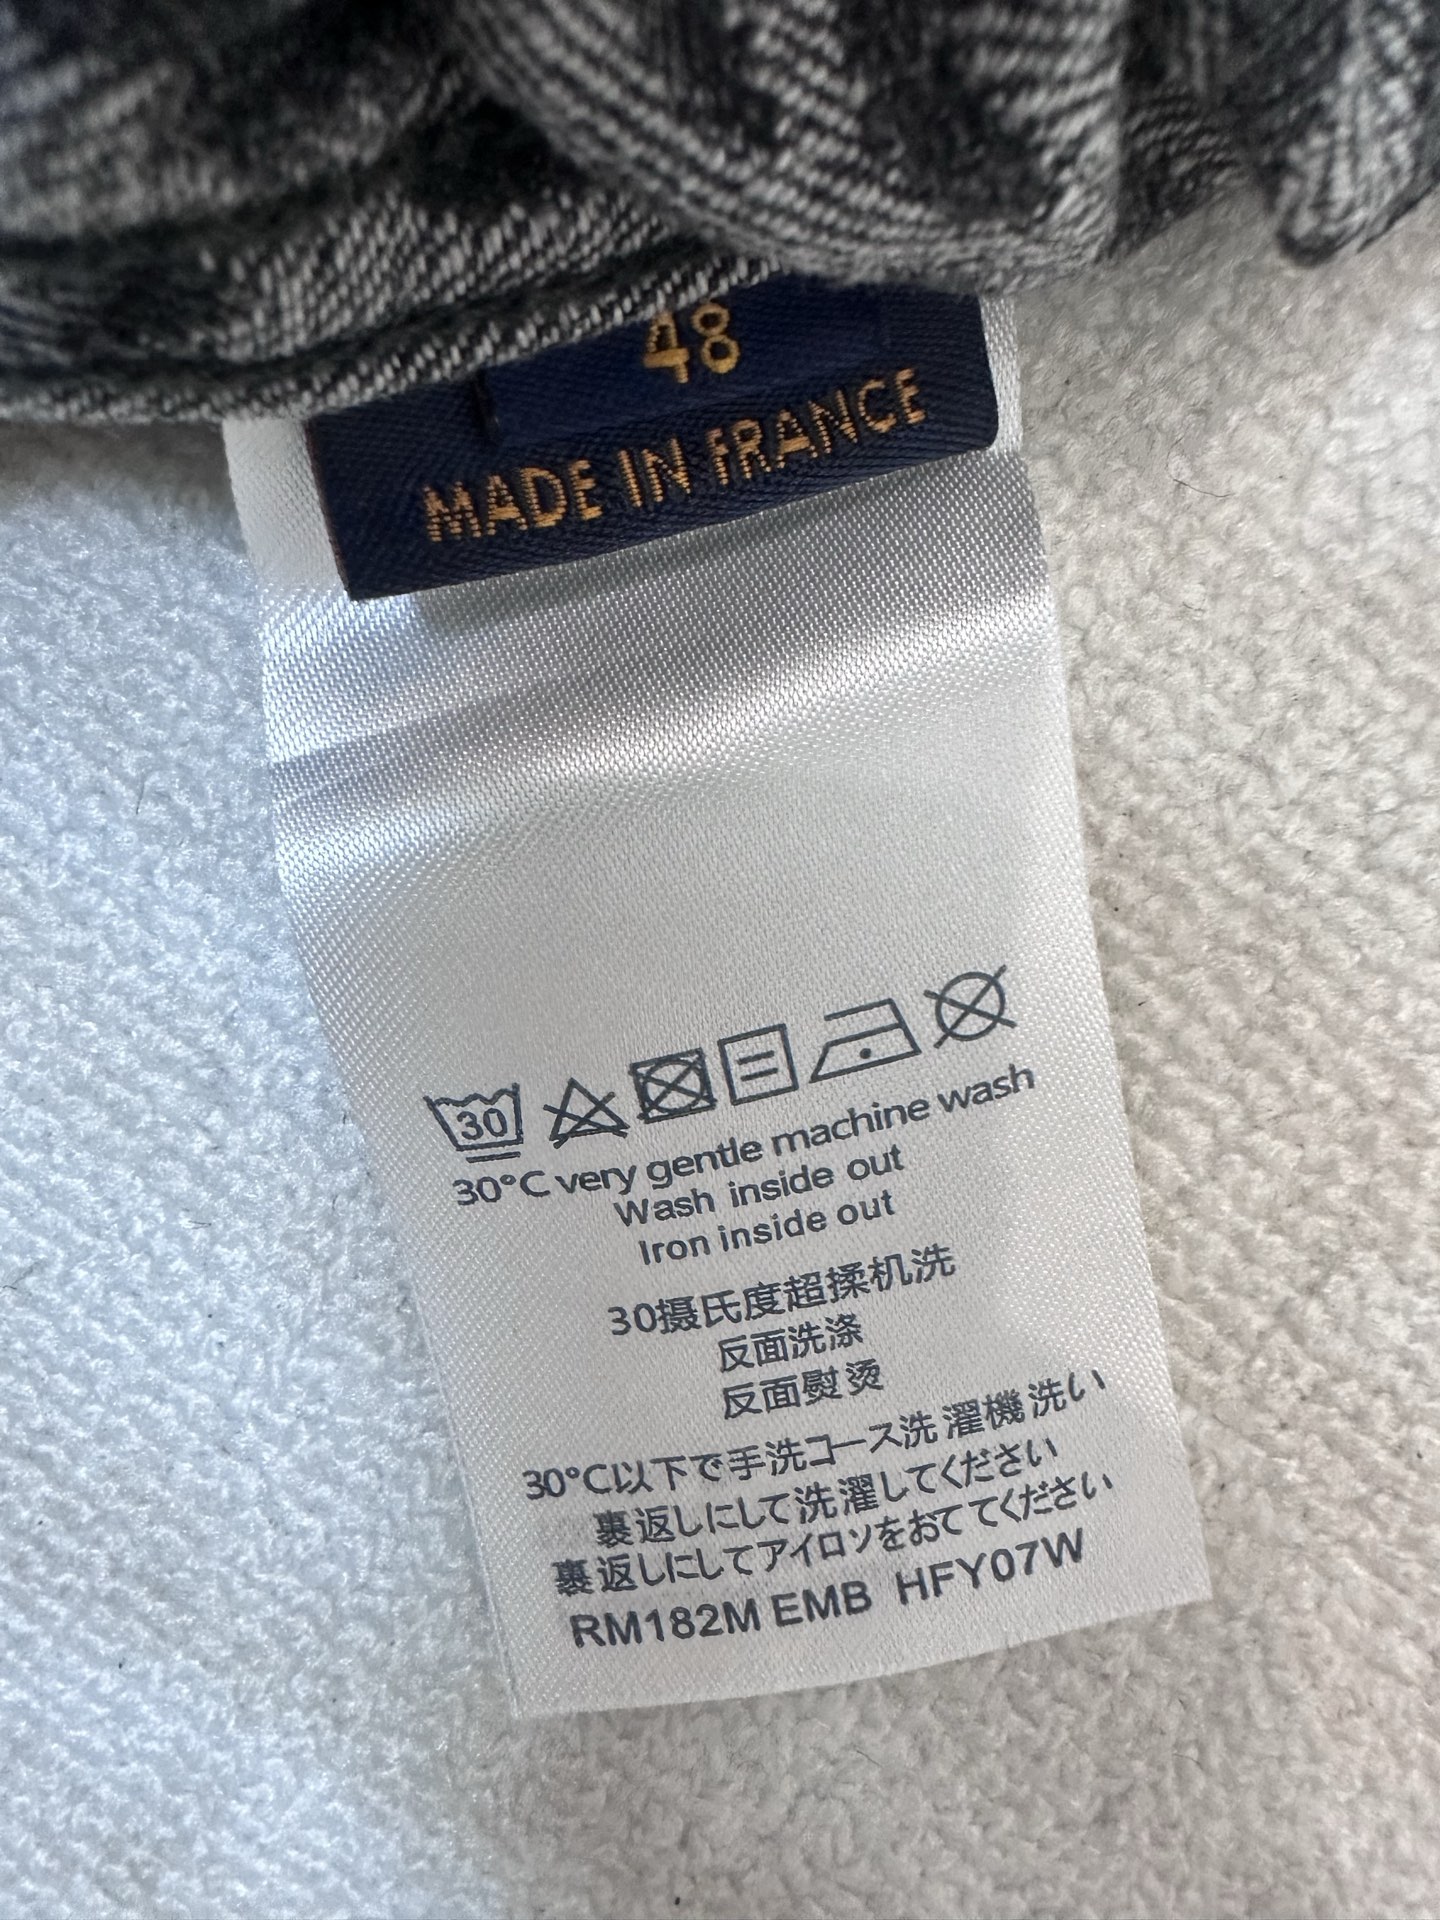 48
MADE IN FRANCE
30
30°C very gentle machine wash
Wash inside out
Iron inside out
30摄氏度超揉机洗
反面洗涤
反面熨烫
30°C以下で手洗コース洗濯機洗い
裏返しにして洗濯してください
裏返しにしてアイロソをおててください
RM182M EMB HFY07W